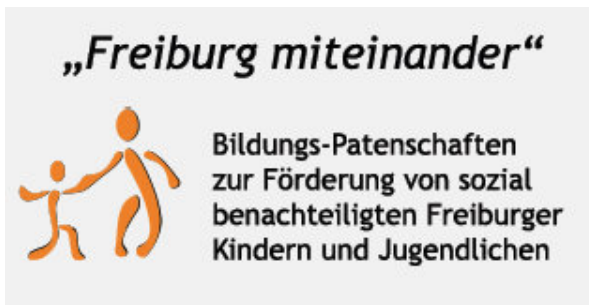 „Freiburg miteinander“
Bildungs-Patenschaften
zur Förderung von sozial
benachteiligten Freiburger
Kindern und Jugendlichen